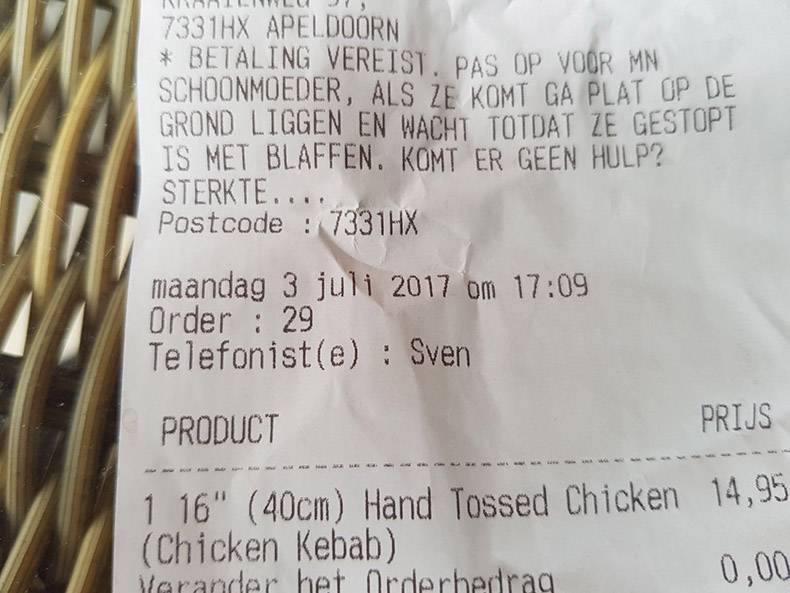 7331HX APELDOORN
* BETALING VEREIST. PAS OP VOOR MN
SCHOONMOEDER, ALS ZE KOMT GA PLAT OP DE
GROND LIGGEN EN WACHT TOTDAT ZE GESTOPT
IS MET BLAFFEN. KOMT ER GEEN HULP?
STERKTE....
Postcode : 7331HX
maandag 3 juli 2017 om 17:09
Order : 29
Telefonist(e) : Sven
PRODUCT PRIJS
1 16" (40cm) Hand Tossed Chicken 14,95
(Chicken Kebab)
Verander het Orderbedrag 0,00